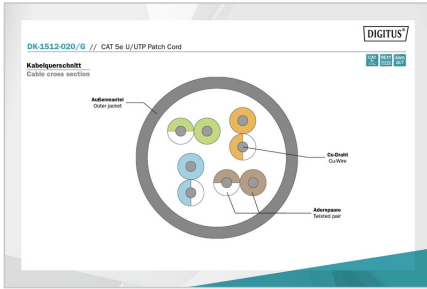 DIGITUS®
DK-1512-020/G // CAT 5e U/UTP Patch Cord
Kabelquerschnitt
Cable cross section
Außenmantel
Outer jacket
Cu-Draht
Cu-Wire
Aderspaare
Twisted pair